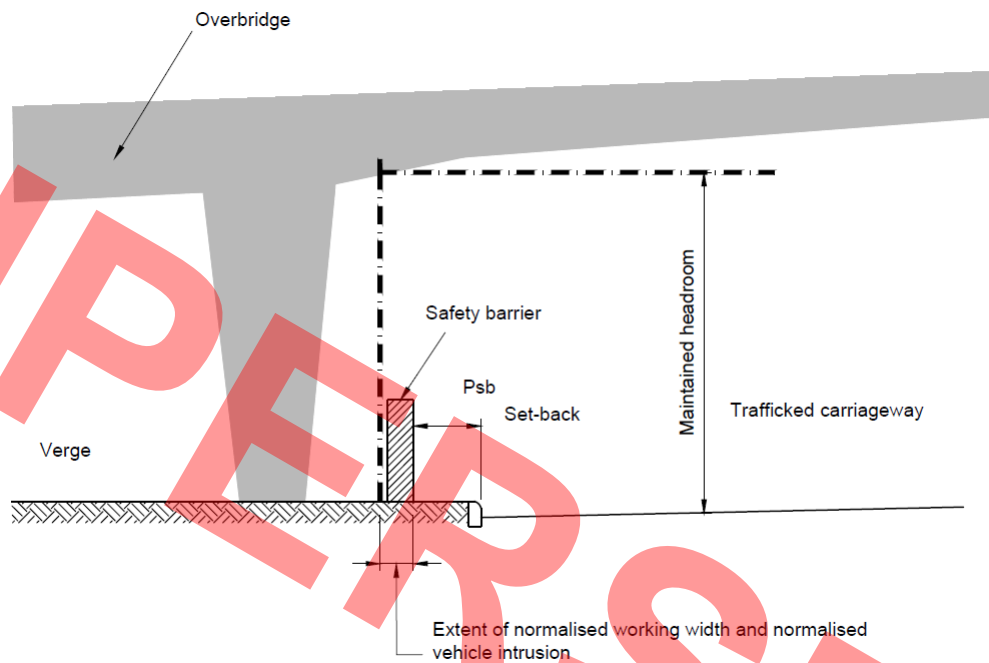 Overbridge
Safety barrier
Psb
Set-back
Maintained headroom
Trafficked carriageway
Verge
Extent of normalised working width and normalised
vehicle intrusion